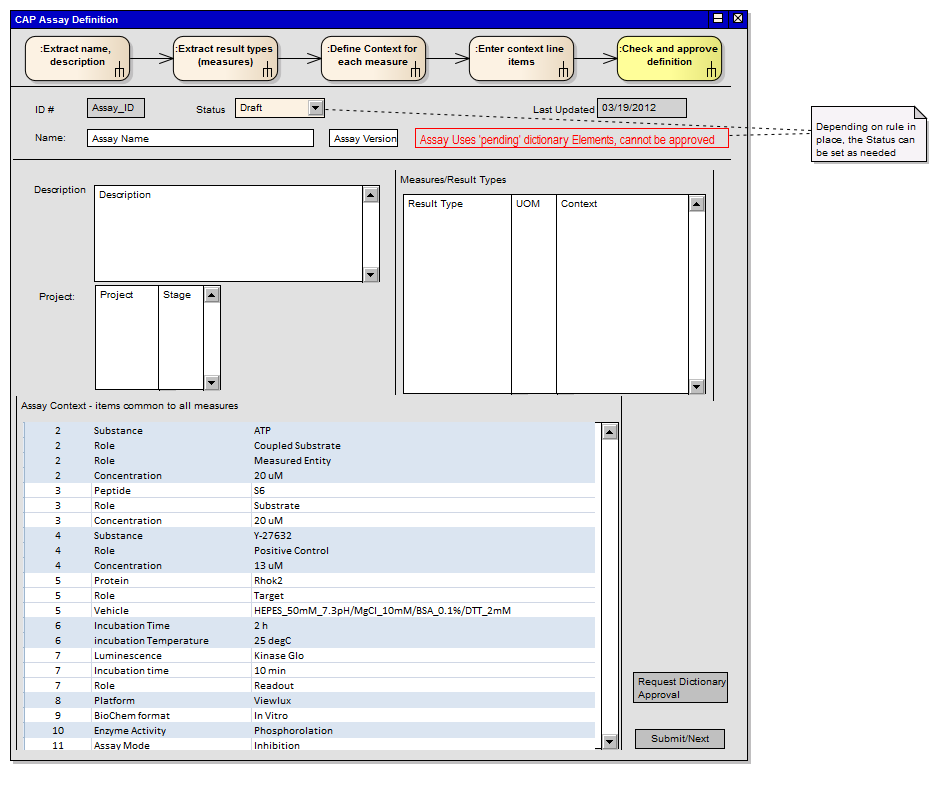 CAP Assay Definition
:Extract name,
description
:Extract result types
(measures)
:Define Context for
each measure
:Enter context line
items
:Check and approve
definition
ID #
Assay_ID
Status
Draft
Last Updated
03/19/2012
Name:
Assay Name
Assay Version
Assay Uses 'pending' dictionary Elements, cannot be approved
Depending on rule in
place, the Status can
be set as needed
Description
Description
Measures/Result Types
Result Type UOM Context
Project:
Project Stage
Assay Context - items common to all measures
2 Substance ATP
2 Role Coupled Substrate
2 Role Measured Entity
2 Concentration 20 uM
3 Peptide S6
3 Role Substrate
3 Concentration 20 uM
4 Substance Y-27632
4 Role Positive Control
4 Concentration 13 uM
5 Protein Rhok2
5 Role Target
5 Vehicle HEPES_50mM_7.3pH/MgCl_10mM/BSA_0.1%/DTT_2mM
6 Incubation Time 2 h
6 incubation Temperature 25 degC
7 Luminescence Kinase Glo
7 Incubation time 10 min
7 Role Readout
8 Platform Viewlux
9 BioChem format In Vitro
10 Enzyme Activity Phosphorolation
11 Assay Mode Inhibition
Request Dictionary
Approval
Submit/Next